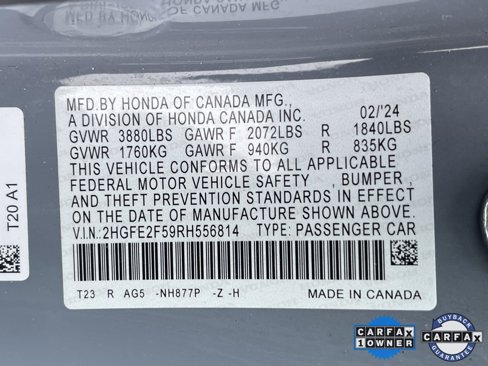 MFD.BY HONDA OF CANADA MFG.,
A DIVISION OF HONDA CANADA INC. 02/'24
GVWR 3880LBS GAWR F 2072LBS R 1840LBS
GVWR 1760KG GAWR F 940KG R 835KG
THIS VEHICLE CONFORMS TO ALL APPLICABLE
FEDERAL MOTOR VEHICLE SAFETY , BUMPER
AND THEFT PREVENTION STANDARDS IN EFFECT
ON THE DATE OF MANUFACTURE SHOWN ABOVE.
V.I.N.:2HGFE2F59RH556814 TYPE: PASSENGER CAR
T23 R AG5 -NH877P -Z -H MADE IN CANADA
T20 A1
CARFAX
1 OWNER
BUYBACK
CARFAX
GUARANTEE